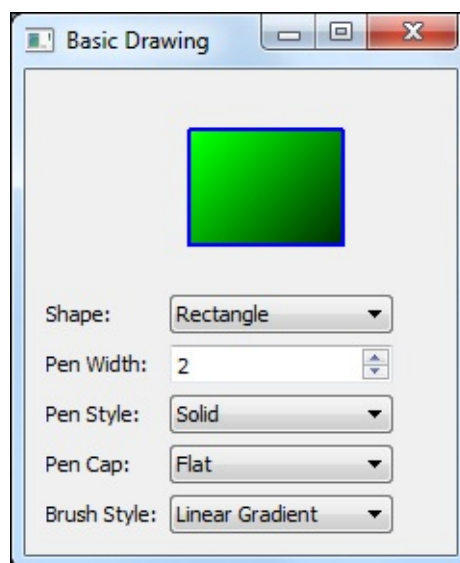 Basic Drawing
Shape: Rectangle
Pen Width: 2
Pen Style: Solid
Pen Cap: Flat
Brush Style: Linear Gradient